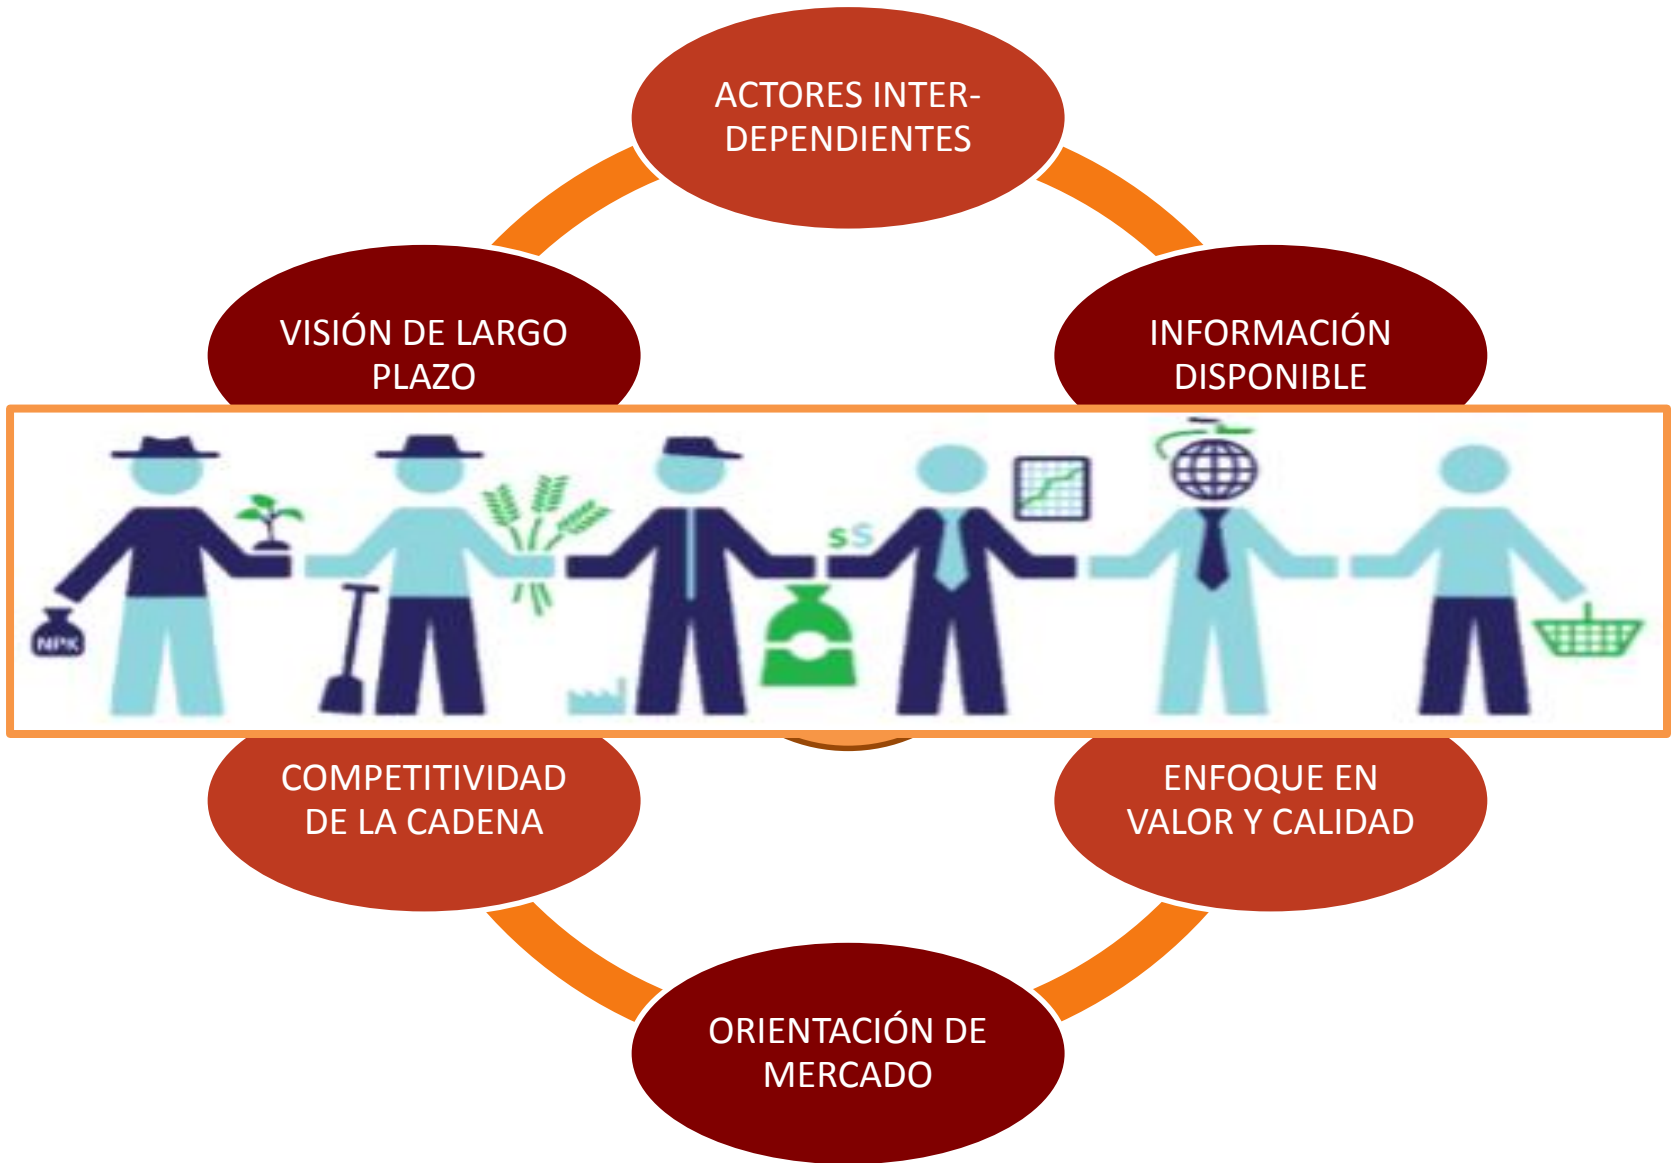 ACTORES INTER-
DEPENDIENTES
VISIÓN DE LARGO
PLAZO
INFORMACIÓN
DISPONIBLE
NPK
sS
COMPETITIVIDAD
DE LA CADENA
ENFOQUE EN
VALOR Y CALIDAD
ORIENTACIÓN DE
MERCADO